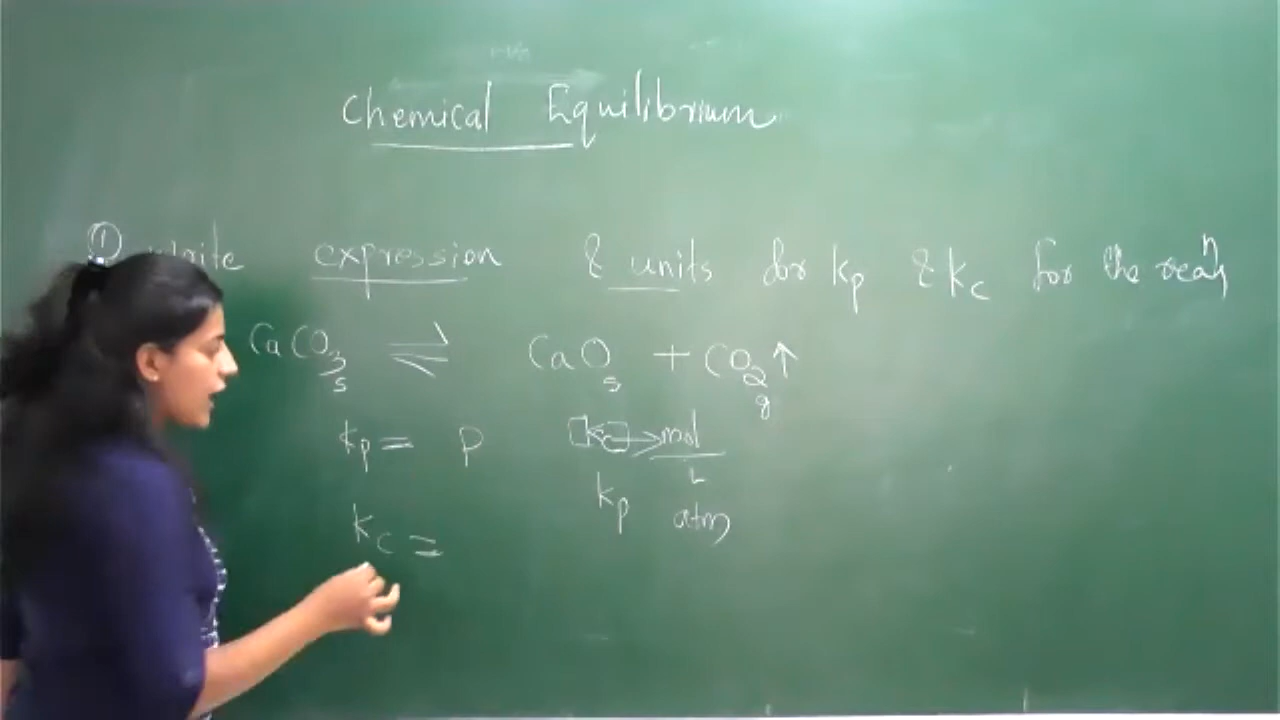 Chemical Equilibrium
① write expression & units for kp & kc for the reaⁿ
CaCO₃ s ⇌ CaO s + CO₂ g ↑
kp = p
kc → mol/L
kp atm
kc =